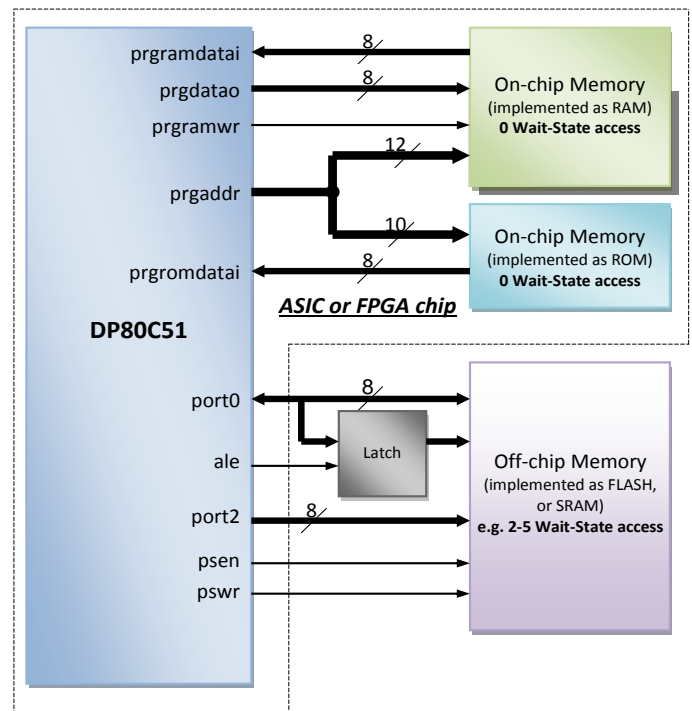 prgramdatai
8
prgdatao
8
prgramwr
On-chip Memory
(implemented as RAM)
0 Wait-State access
12
prgaddr
10
On-chip Memory
(implemented as ROM)
0 Wait-State access
prgromdatai
8
ASIC or FPGA chip
DP80C51
port0
8
Latch
ale
Off-chip Memory
(implemented as FLASH,
or SRAM)
e.g. 2-5 Wait-State access
port2
8
psen
pswr